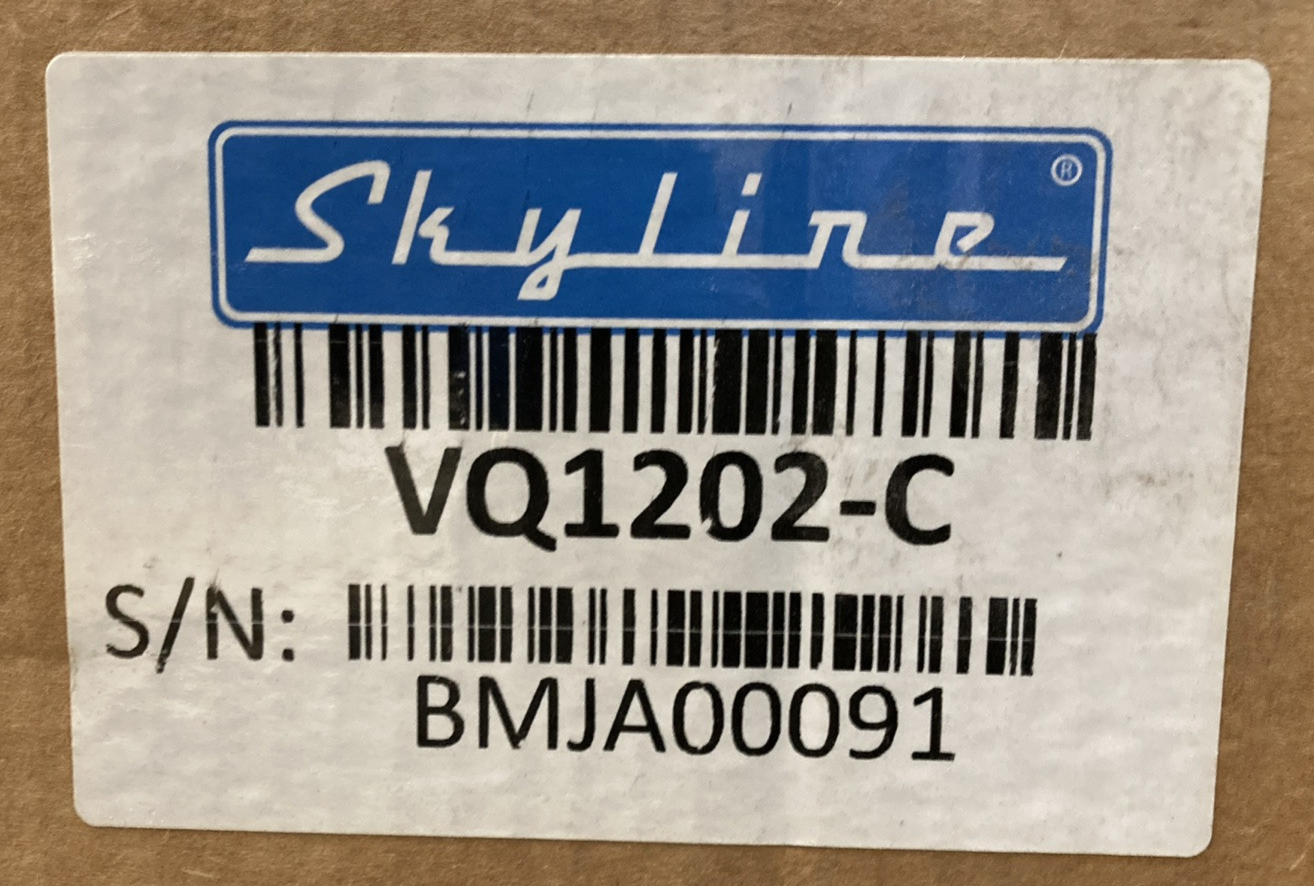 Skyline ®
VQ1202-C
S/N:
BMJA00091